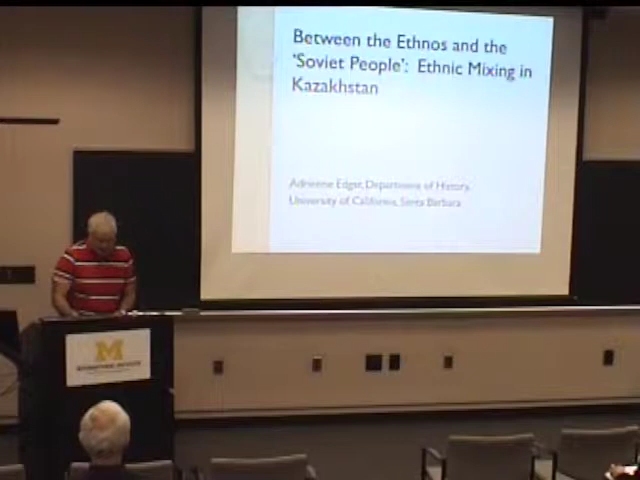 Between the Ethnos and the
'Soviet People': Ethnic Mixing in
Kazakhstan
Adrienne Edgar, Department of History,
University of California, Santa Barbara
M